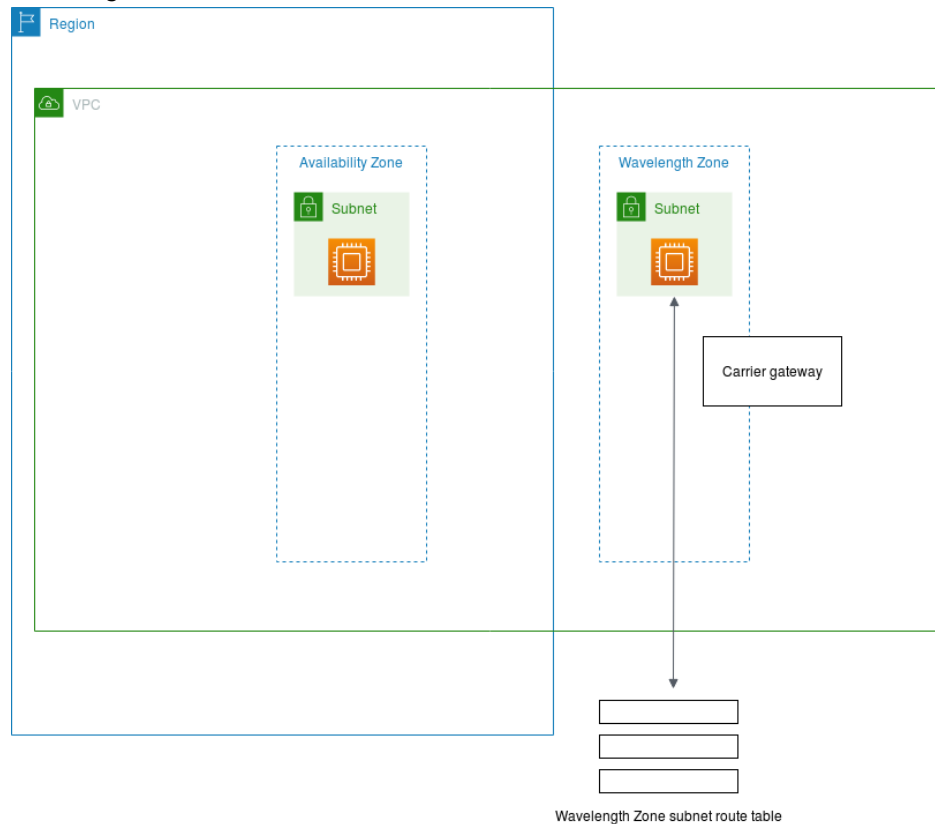 Region
VPC
Availability Zone
Wavelength Zone
Subnet
Subnet
Carrier gateway
Wavelength Zone subnet route table